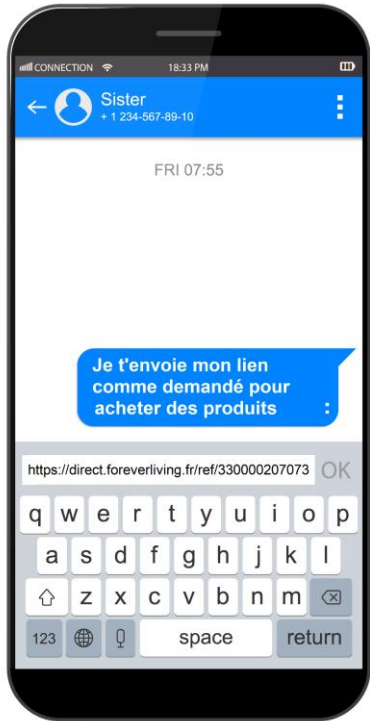 CONNECTION 18:33 PM
Sister
+ 1 234-567-89-10
FRI 07:55
Je t'envoie mon lien
comme demandé pour
acheter des produits
https://direct.foreverliving.fr/ref/330000207073 OK
q w e r t y u i o p
a s d f g h j k l
z x c v b n m
123 space return